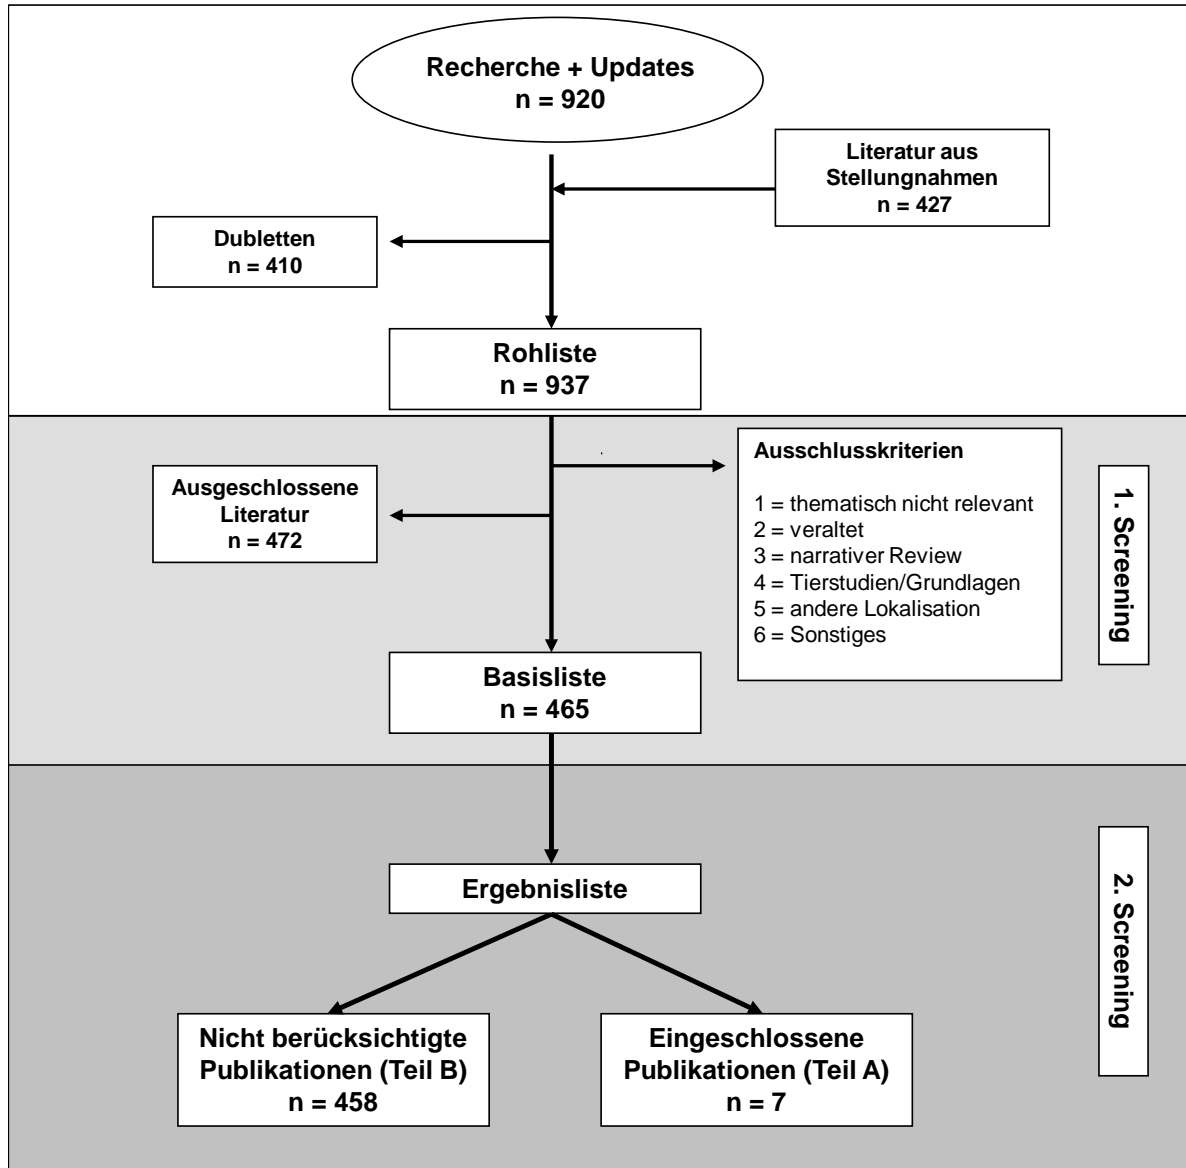 Recherche + Updates
n = 920
Literatur aus
Stellungnahmen
n = 427
Dubletten
n = 410
Rohliste
n = 937
Ausschlusskriterien
1 = thematisch nicht relevant
2 = veraltet
3 = narrativer Review
4 = Tierstudien/Grundlagen
5 = andere Lokalisation
6 = Sonstiges
Ausgeschlossene
Literatur
n = 472
1. Screening
Basisliste
n = 465
Ergebnisliste
2. Screening
Nicht berücksichtigte
Publikationen (Teil B)
n = 458
Eingeschlossene
Publikationen (Teil A)
n = 7